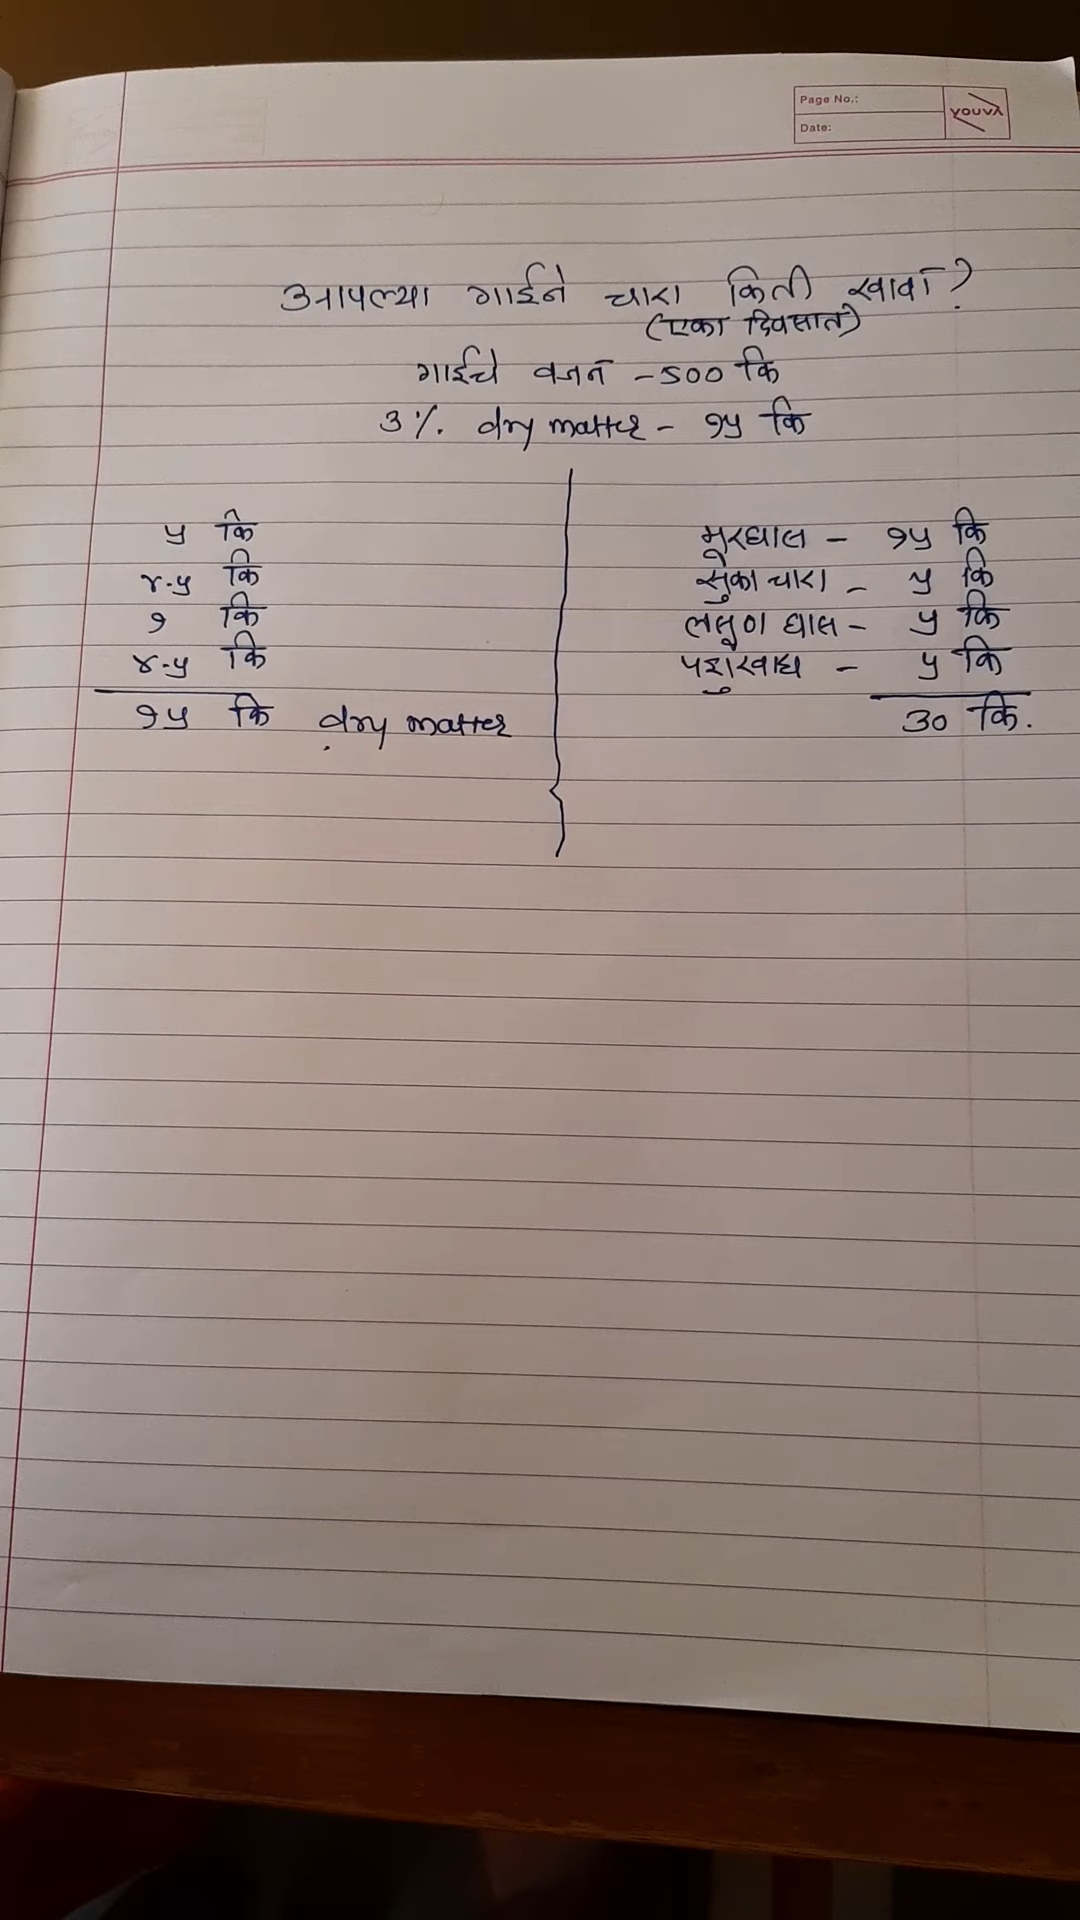 Page No.:
Date:
YOUVA
आपल्या गाईने चारा किती खावा?
(एका दिवसात)
गाईचे वजन - 500 कि
3% dry matter - १५ कि
५ कि
४.५ कि
१ कि
४.५ कि
१५ कि dry matter
मूरघास - १५ कि
सुका चारा - ५ कि
लसूण घास - ५ कि
पशुखाद्य - ५ कि
30 कि.